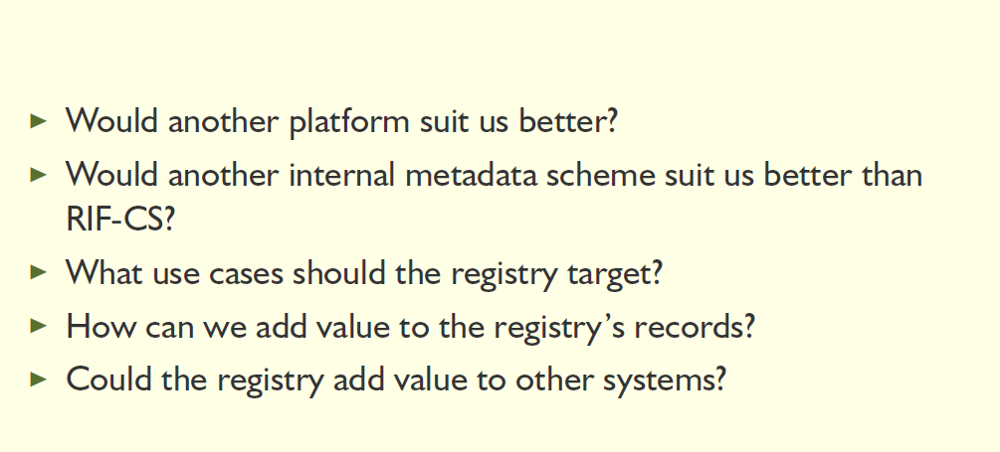 ► Would another platform suit us better?
► Would another internal metadata scheme suit us better than
RIF-CS?
► What use cases should the registry target?
► How can we add value to the registry’s records?
► Could the registry add value to other systems?